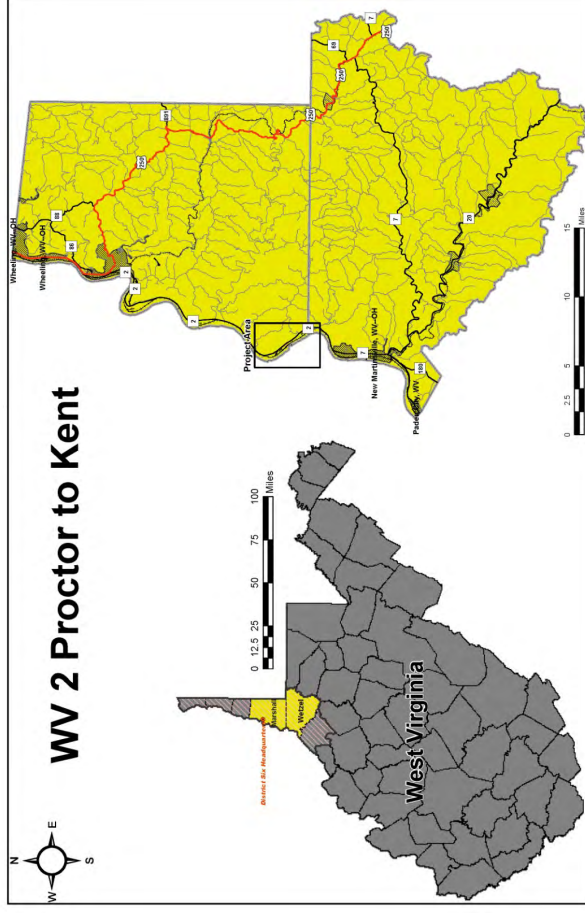 WV 2 Proctor to Kent
N
W
E
S
0 12.5 25 50 75 100
Miles
District Six Headquarters
Marshall
Wetzel
West Virginia
Wheeling, WV--OH
Wheeling, WV--OH
88
86
250
250
891
2
2
2
Project Area
2
250
250
250
69
7
250
7
7
New Martinsville, WV--OH
Paden City, WV
180
20
0 2.5 5 10 15
Miles